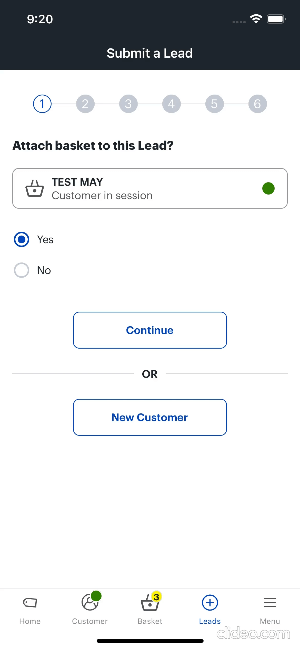 9:20
Submit a Lead
1 2 3 4 5 6
Attach basket to this Lead?
TEST MAY
Customer in session
Yes
No
Continue
OR
New Customer
3
Home Customer Basket Leads Menu
clideo.com